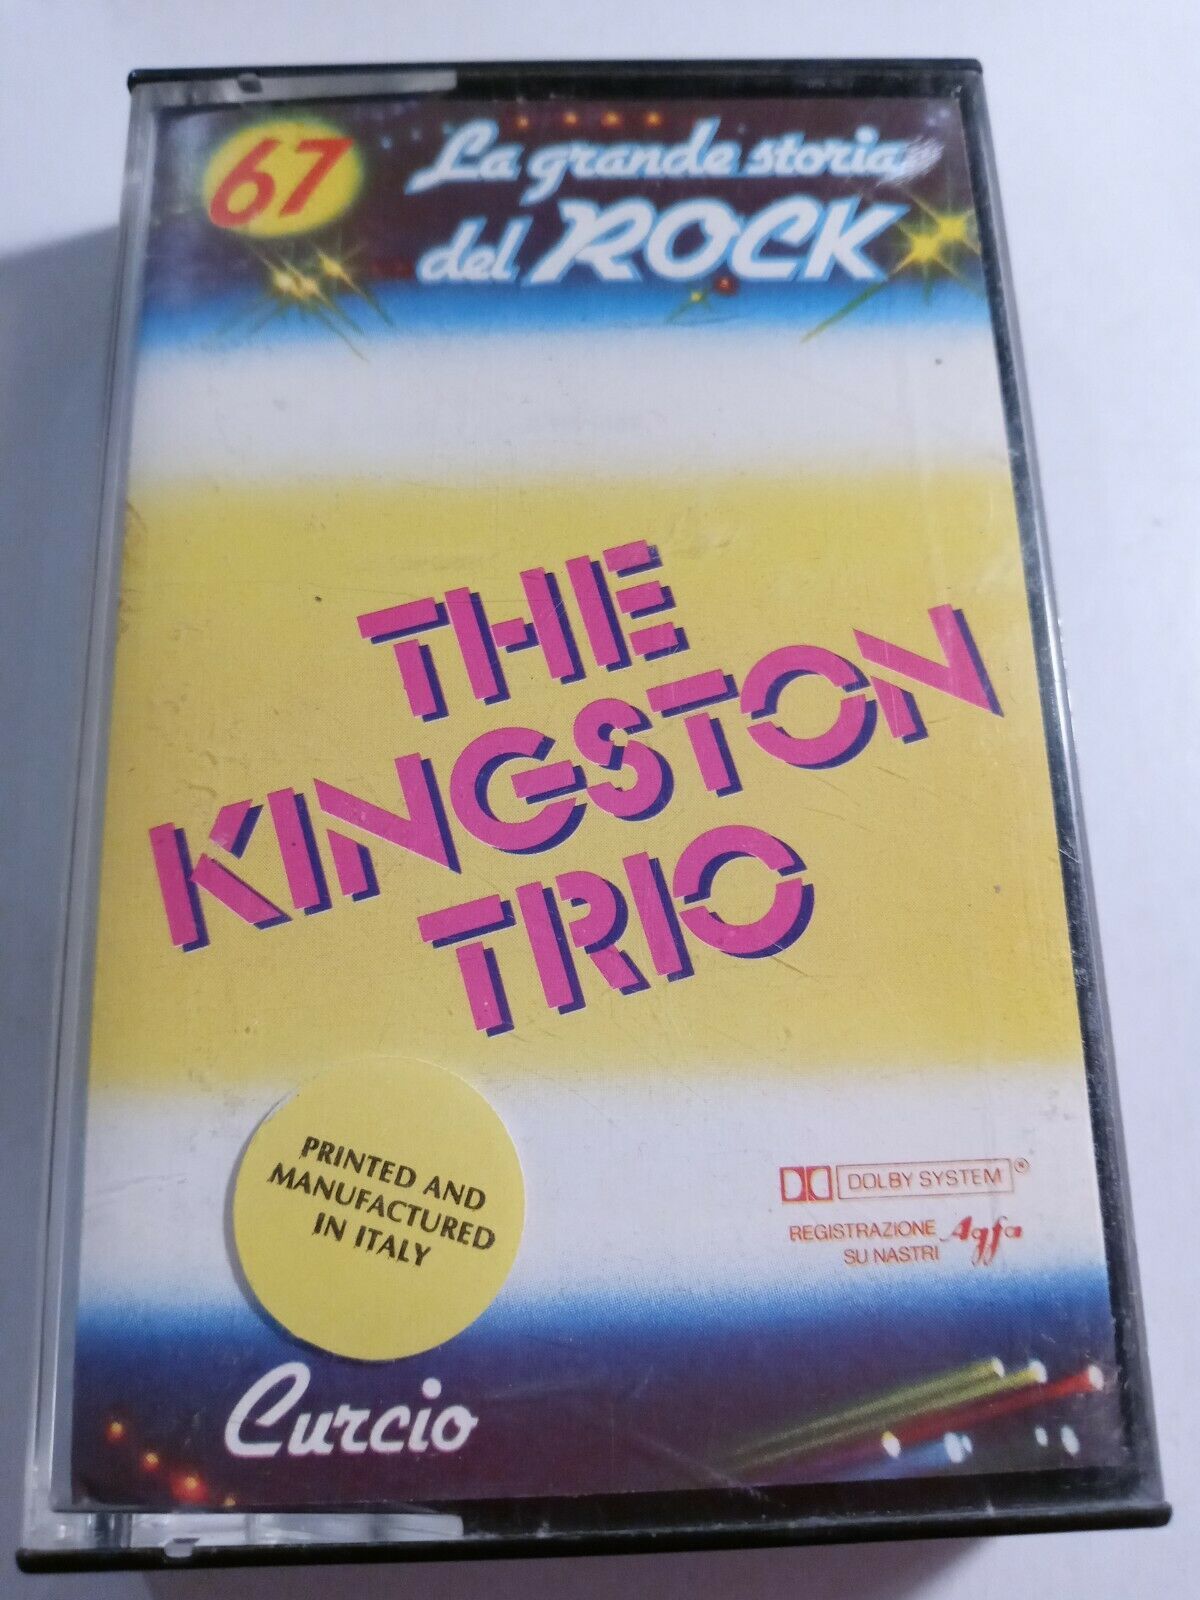 67
La grande storia
del ROCK
THE
KINGSTON
TRIO
PRINTED AND
MANUFACTURED
IN ITALY
DOLBY SYSTEM®
REGISTRAZIONE Agfa
SU NASTRI
Curcio